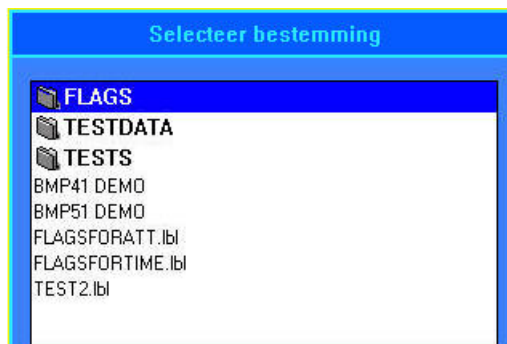 Selecteer bestemming
FLAGS
TESTDATA
TESTS
BMP41 DEMO
BMP51 DEMO
FLAGSFORATT.lbl
FLAGSFORTIME.lbl
TEST2.lbl